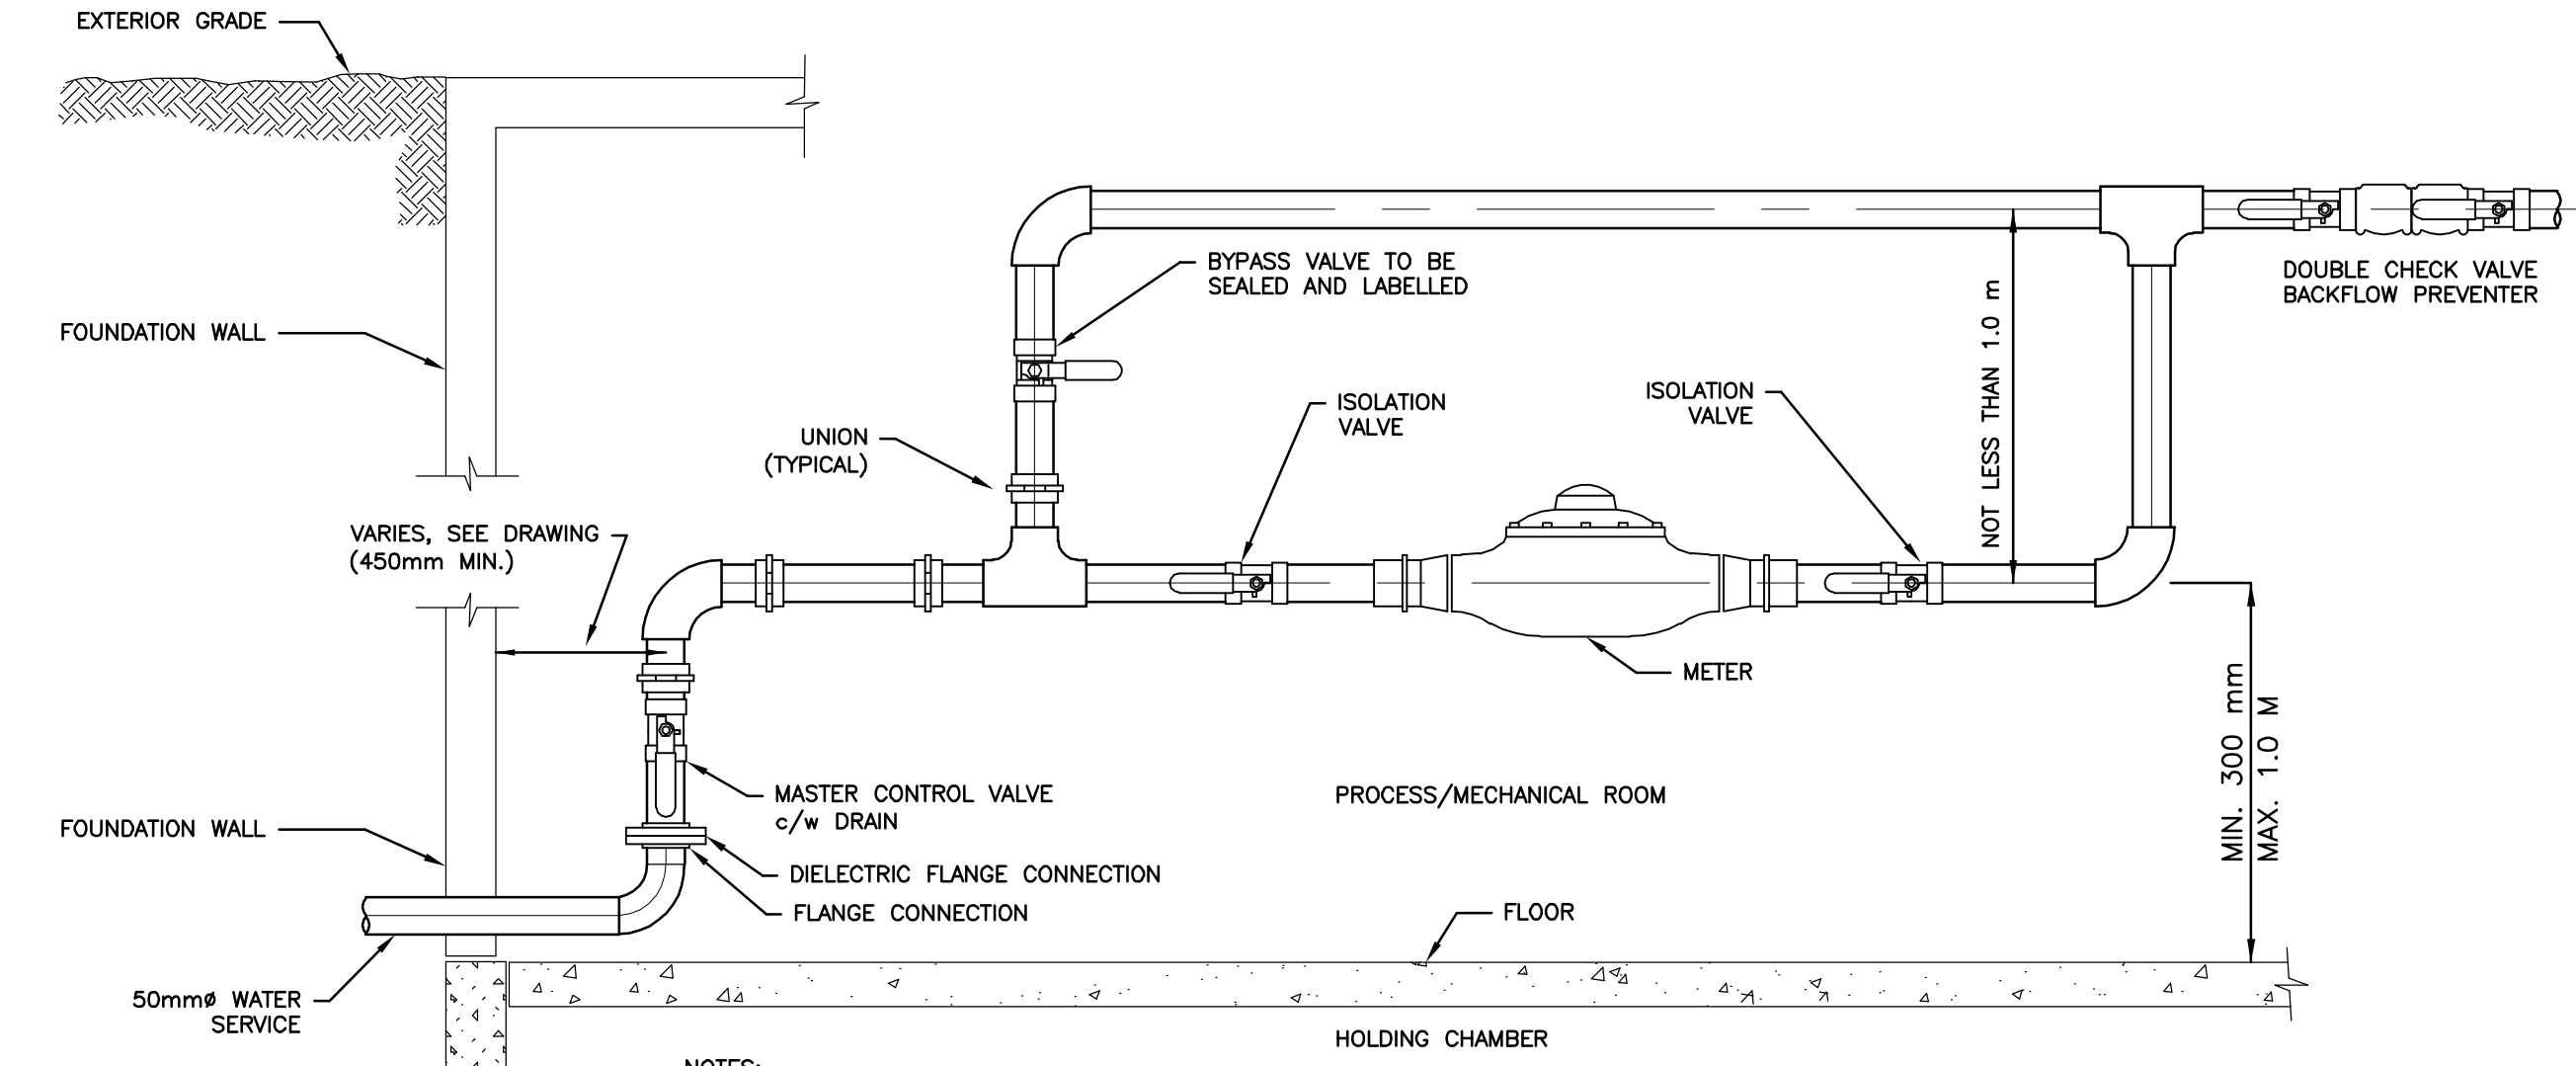 EXTERIOR GRADE
FOUNDATION WALL
BYPASS VALVE TO BE
SEALED AND LABELLED
DOUBLE CHECK VALVE
BACKFLOW PREVENTER
NOT LESS THAN 1.0 m
ISOLATION
VALVE
ISOLATION
VALVE
UNION
(TYPICAL)
VARIES, SEE DRAWING
(450mm MIN.)
METER
MIN. 300 mm
MAX. 1.0 M
MASTER CONTROL VALVE
c/w DRAIN
PROCESS/MECHANICAL ROOM
FOUNDATION WALL
DIELECTRIC FLANGE CONNECTION
FLANGE CONNECTION
FLOOR
50mmø WATER
SERVICE
HOLDING CHAMBER
NOTES: